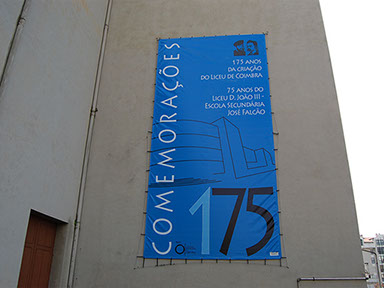 COMEMORAÇÕES
175 ANOS
DA CRIAÇÃO
DO LICEU DE COIMBRA
75 ANOS DO
LICEU D. JOÃO III -
ESCOLA SECUNDÁRIA
JOSÉ FALCÃO
175